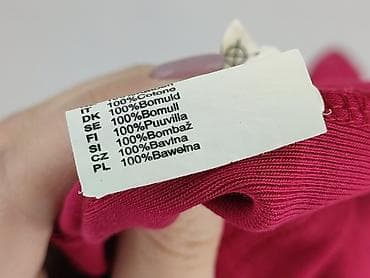 IT 100%Cotone
DK 100%Bomuld
SE 100%Bomull
FI 100%Puuvilla
SI 100%Bombaž
CZ 100%Bavlna
PL 100%Bawełna